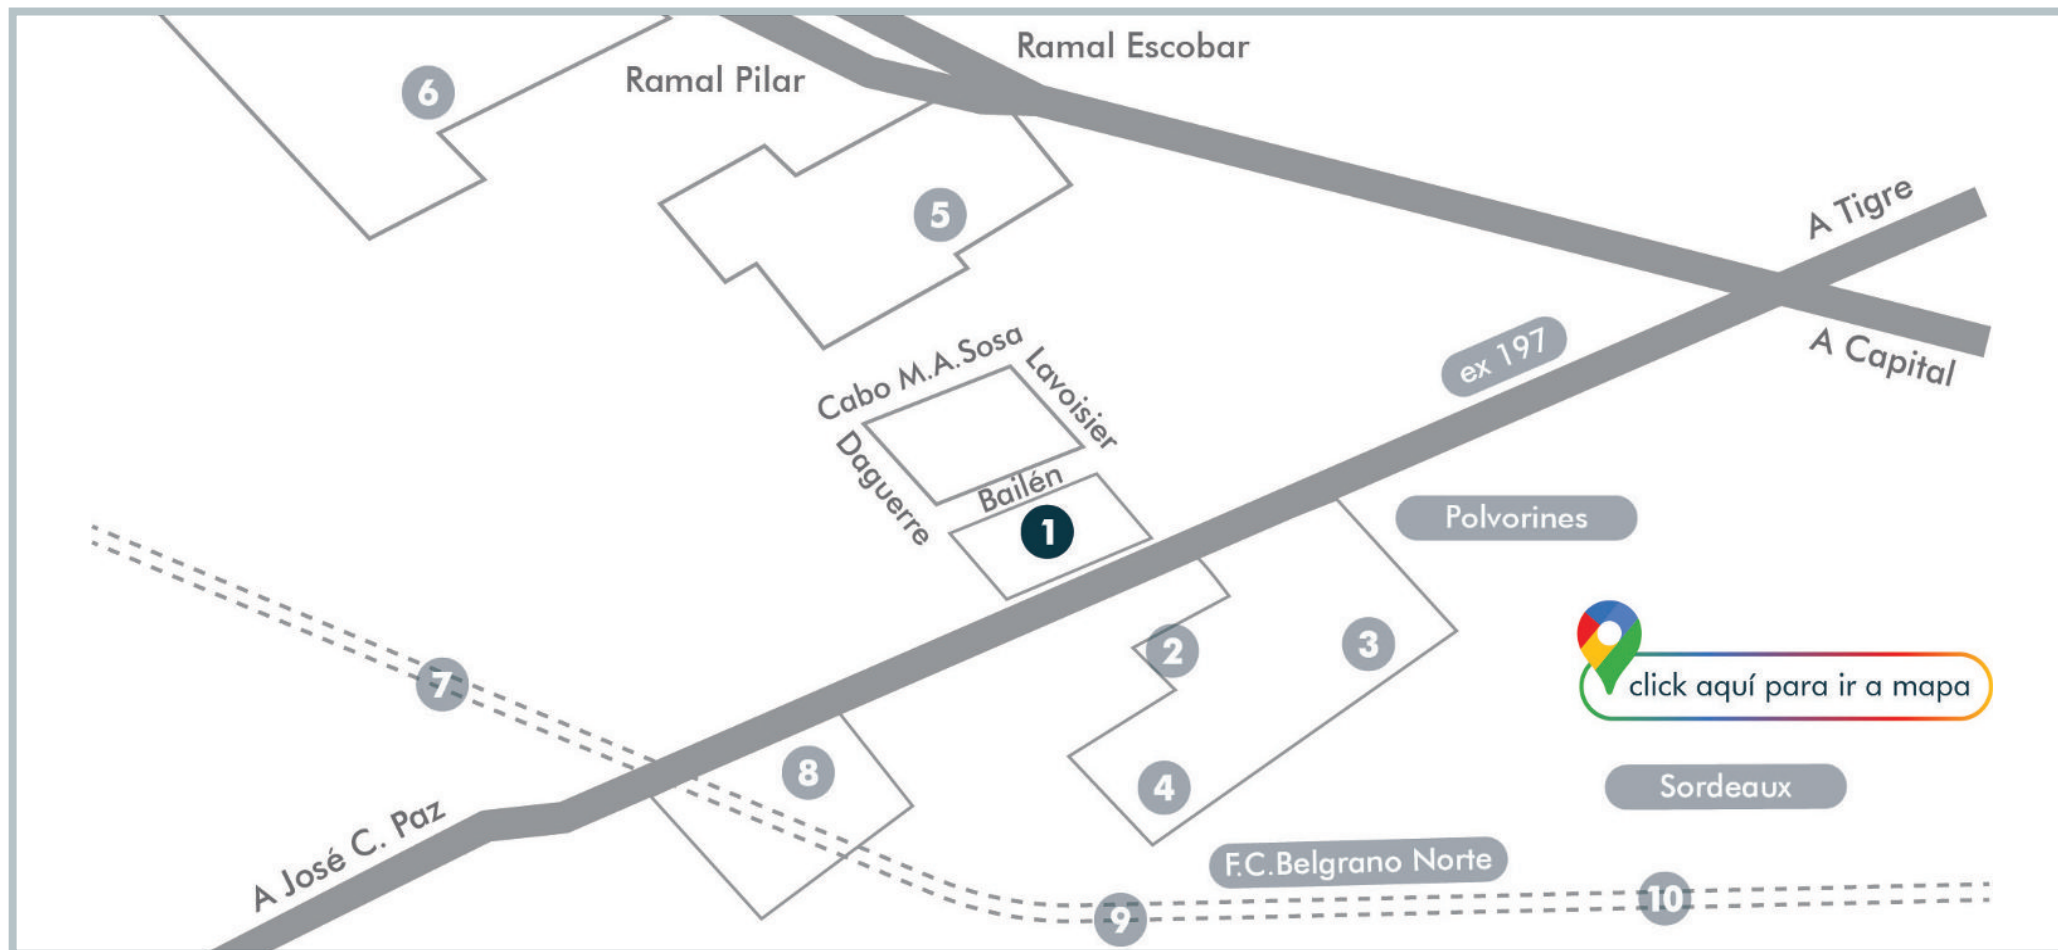 Ramal Escobar
Ramal Pilar
6
5
A Tigre
A Capital
ex 197
Cabo M.A.Sosa
Lavoisier
Daguerre
Bailén
1
Polvorines
2
3
7
click aquí para ir a mapa
8
4
Sordeaux
A José C. Paz
F.C.Belgrano Norte
9
10